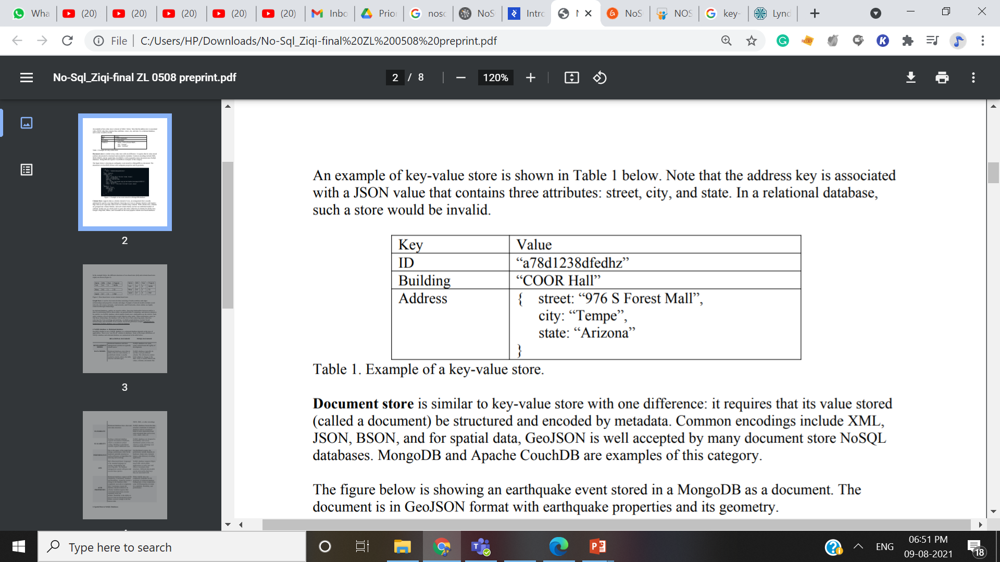 Wha (20) (20) (20) (20) (20) Inbo Prio nosc NoS Intro NoS NOS key- Lynd
File C:/Users/HP/Downloads/No-Sql_Ziqi-final%20ZL%200508%20preprint.pdf
No-Sql_Ziqi-final ZL 0508 preprint.pdf 2 / 8 120%
2
3
An example of key-value store is shown in Table 1 below. Note that the address key is associated
with a JSON value that contains three attributes: street, city, and state. In a relational database,
such a store would be invalid.
Key Value
ID “a78d1238dfedhz”
Building “COOR Hall”
Address { street: “976 S Forest Mall”,
city: “Tempe”,
state: “Arizona”
}
Table 1. Example of a key-value store.
Document store is similar to key-value store with one difference: it requires that its value stored
(called a document) be structured and encoded by metadata. Common encodings include XML,
JSON, BSON, and for spatial data, GeoJSON is well accepted by many document store NoSQL
databases. MongoDB and Apache CouchDB are examples of this category.
The figure below is showing an earthquake event stored in a MongoDB as a document. The
document is in GeoJSON format with earthquake properties and its geometry.
Type here to search
ENG
06:51 PM
09-08-2021
18